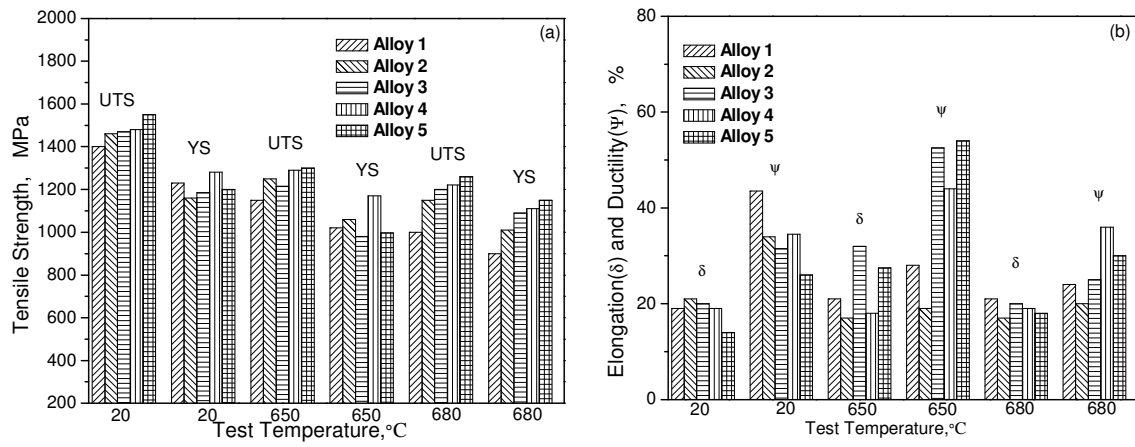 (a)
2000
1800
1600
1400
1200
1000
800
600
400
200
Tensile Strength, MPa
Alloy 1
Alloy 2
Alloy 3
Alloy 4
Alloy 5
UTS
YS
UTS
YS
UTS
YS
20 20 650 650 680 680
Test Temperature,°C
(b)
80
60
40
20
0
Elongation(δ) and Ductility(Ψ), %
Alloy 1
Alloy 2
Alloy 3
Alloy 4
Alloy 5
δ
ψ
δ
ψ
δ
ψ
20 20 650 650 680 680
Test Temperature,°C